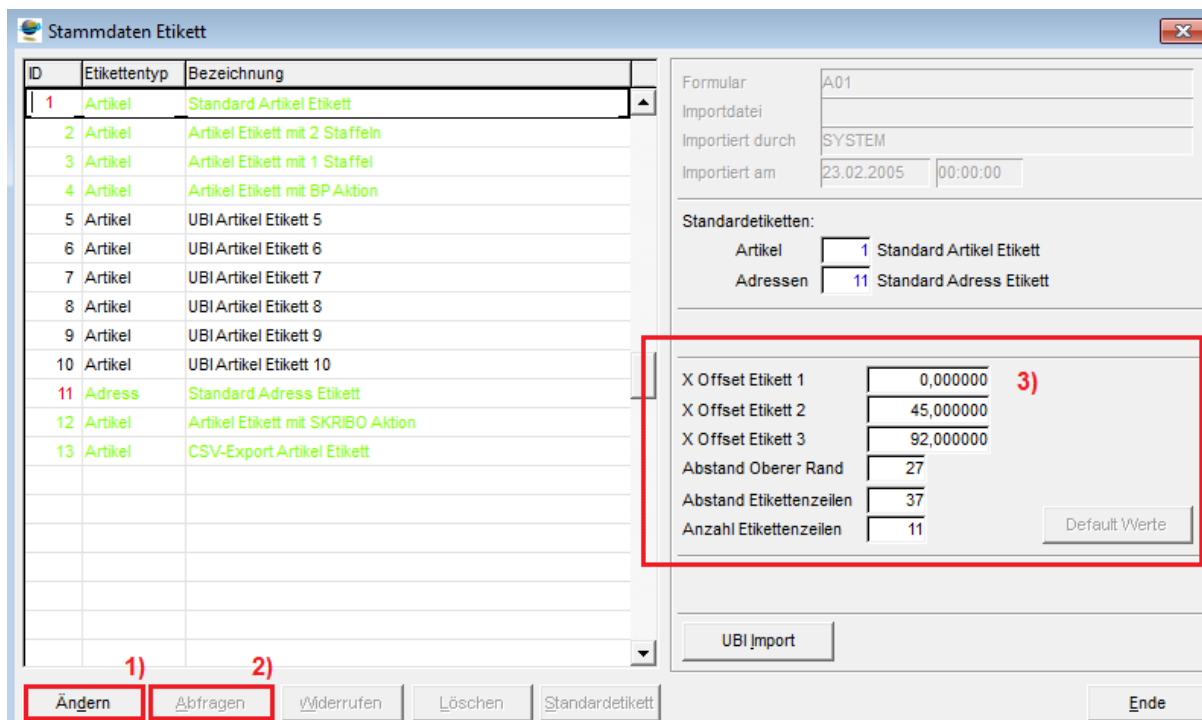 Stammdaten Etikett
ID Etikettentyp Bezeichnung
1 Artikel Standard Artikel Etikett
2 Artikel Artikel Etikett mit 2 Staffeln
3 Artikel Artikel Etikett mit 1 Staffel
4 Artikel Artikel Etikett mit BP Aktion
5 Artikel UBI Artikel Etikett 5
6 Artikel UBI Artikel Etikett 6
7 Artikel UBI Artikel Etikett 7
8 Artikel UBI Artikel Etikett 8
9 Artikel UBI Artikel Etikett 9
10 Artikel UBI Artikel Etikett 10
11 Adress Standard Adress Etikett
12 Artikel Artikel Etikett mit SKRIBO Aktion
13 Artikel CSV-Export Artikel Etikett
Formular A01
Importdatei
Importiert durch SYSTEM
Importiert am 23.02.2005 00:00:00
Standardetiketten:
Artikel 1 Standard Artikel Etikett
Adressen 11 Standard Adress Etikett
X Offset Etikett 1 0,000000 3)
X Offset Etikett 2 45,000000
X Offset Etikett 3 92,000000
Abstand Oberer Rand 27
Abstand Etikettenzeilen 37
Anzahl Etikettenzeilen 11
Default Werte
UBI Import
1) 2)
Ändern Abfragen Widerrufen Löschen Standardetikett Ende